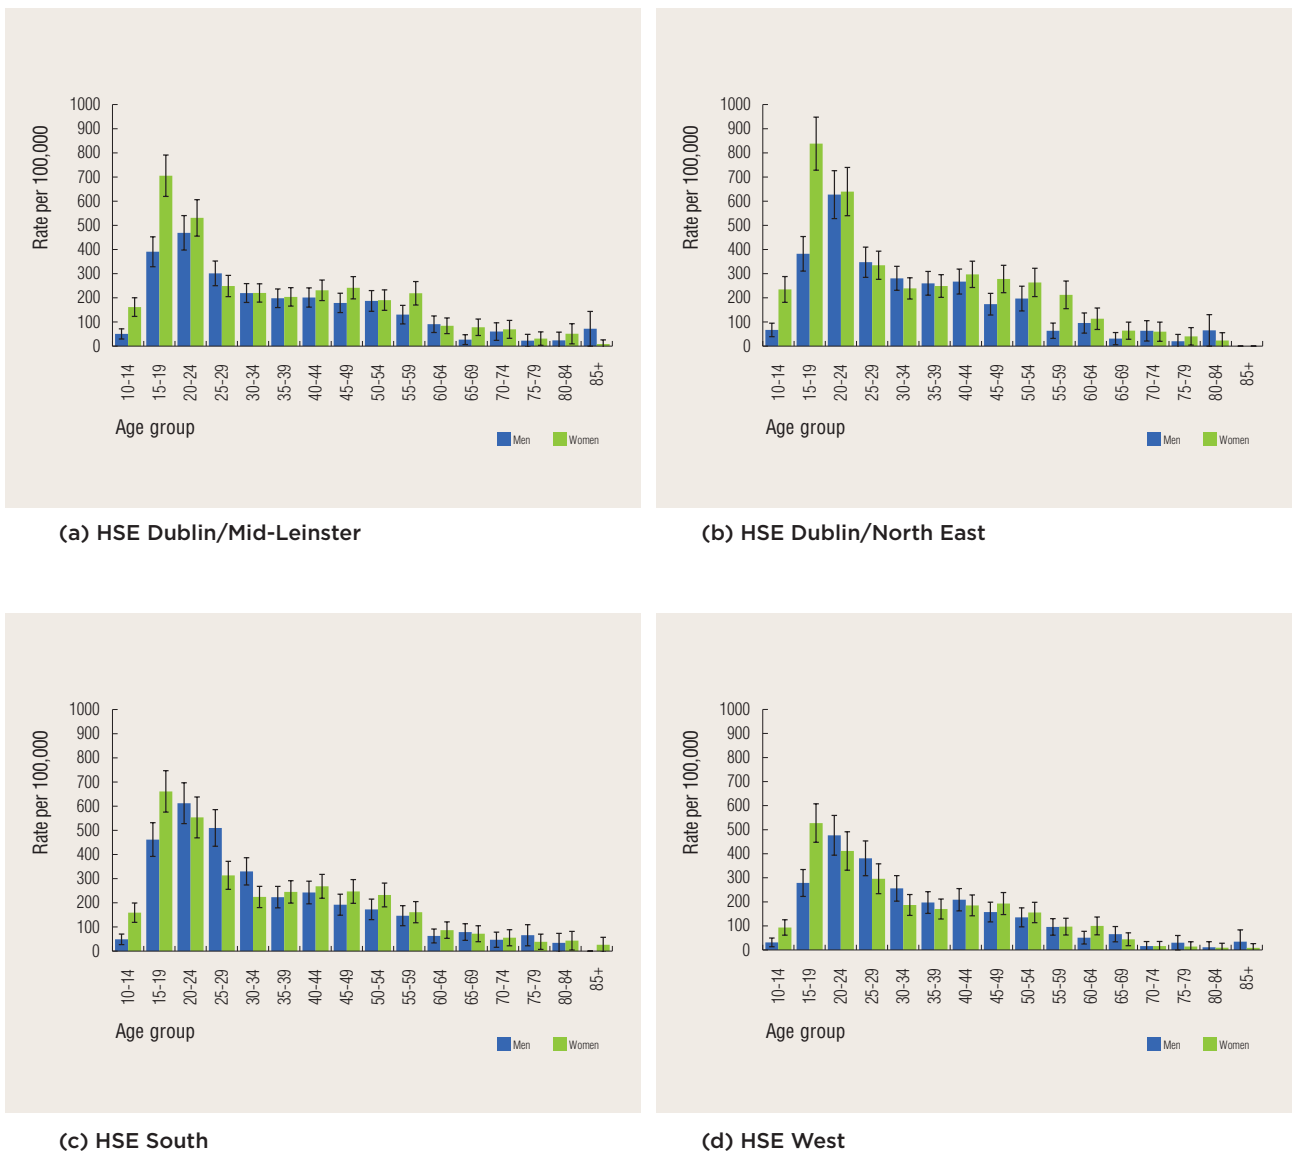 1000
900
800
700
600
500
400
300
200
100
0
Rate per 100,000
10-14 15-19 20-24 25-29 30-34 35-39 40-44 45-49 50-54 55-59 60-64 65-69 70-74 75-79 80-84 85+
Age group
Men Women
(a) HSE Dublin/Mid-Leinster
1000
900
800
700
600
500
400
300
200
100
0
Rate per 100,000
10-14 15-19 20-24 25-29 30-34 35-39 40-44 45-49 50-54 55-59 60-64 65-69 70-74 75-79 80-84 85+
Age group
Men Women
(b) HSE Dublin/North East
1000
900
800
700
600
500
400
300
200
100
0
Rate per 100,000
10-14 15-19 20-24 25-29 30-34 35-39 40-44 45-49 50-54 55-59 60-64 65-69 70-74 75-79 80-84 85+
Age group
Men Women
(c) HSE South
1000
900
800
700
600
500
400
300
200
100
0
Rate per 100,000
10-14 15-19 20-24 25-29 30-34 35-39 40-44 45-49 50-54 55-59 60-64 65-69 70-74 75-79 80-84 85+
Age group
Men Women
(d) HSE West